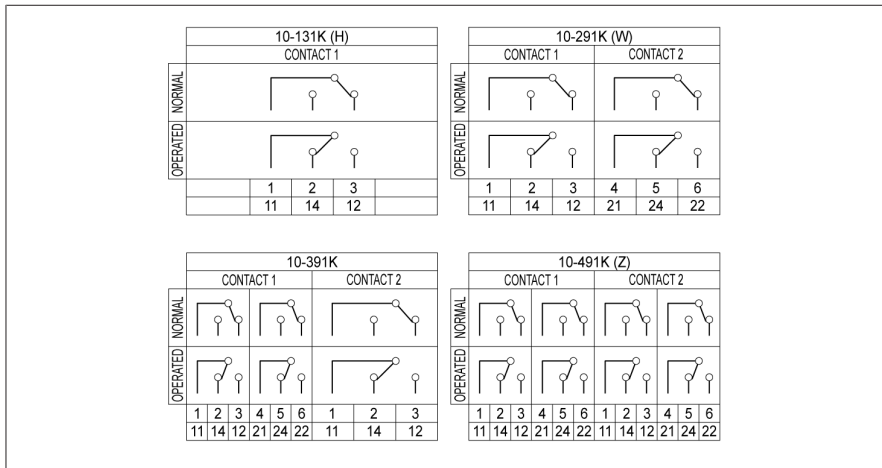 10-131K (H)
CONTACT 1
NORMAL
OPERATED
1 2 3
11 14 12
10-291K (W)
CONTACT 1 CONTACT 2
NORMAL
OPERATED
1 2 3 4 5 6
11 14 12 21 24 22
10-391K
CONTACT 1 CONTACT 2
NORMAL
OPERATED
1 2 3 4 5 6 1 2 3
11 14 12 21 24 22 11 14 12
10-491K (Z)
CONTACT 1 CONTACT 2
NORMAL
OPERATED
1 2 3 4 5 6 1 2 3 4 5 6
11 14 12 21 24 22 11 14 12 21 24 22